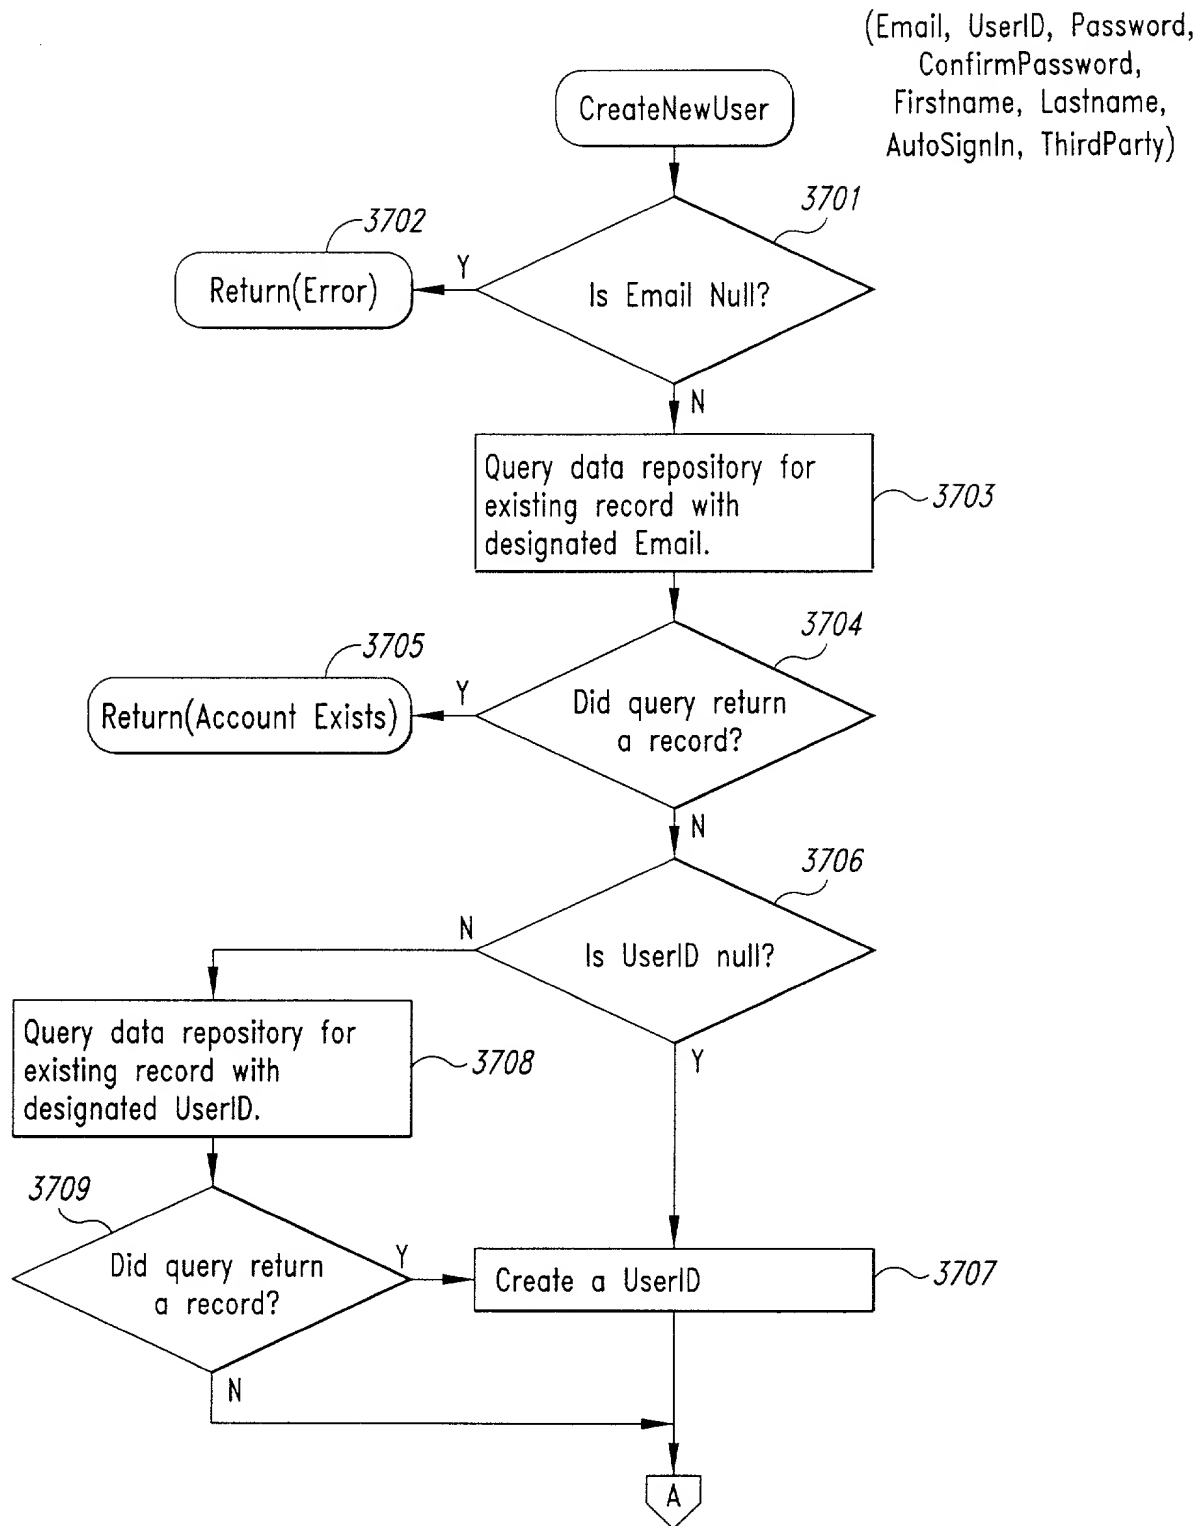 (Email, UserID, Password,
ConfirmPassword,
Firstname, Lastname,
AutoSignIn, ThirdParty)
CreateNewUser
3701
3702
Y
Return(Error)
Is Email Null?
N
Query data repository for
existing record with
designated Email.
3703
3704
3705
Y
Return(Account Exists)
Did query return
a record?
N
3706
N
Is UserID null?
Y
Query data repository for
existing record with
designated UserID.
3708
3709
Did query return
a record?
Y
Create a UserID
3707
N
A